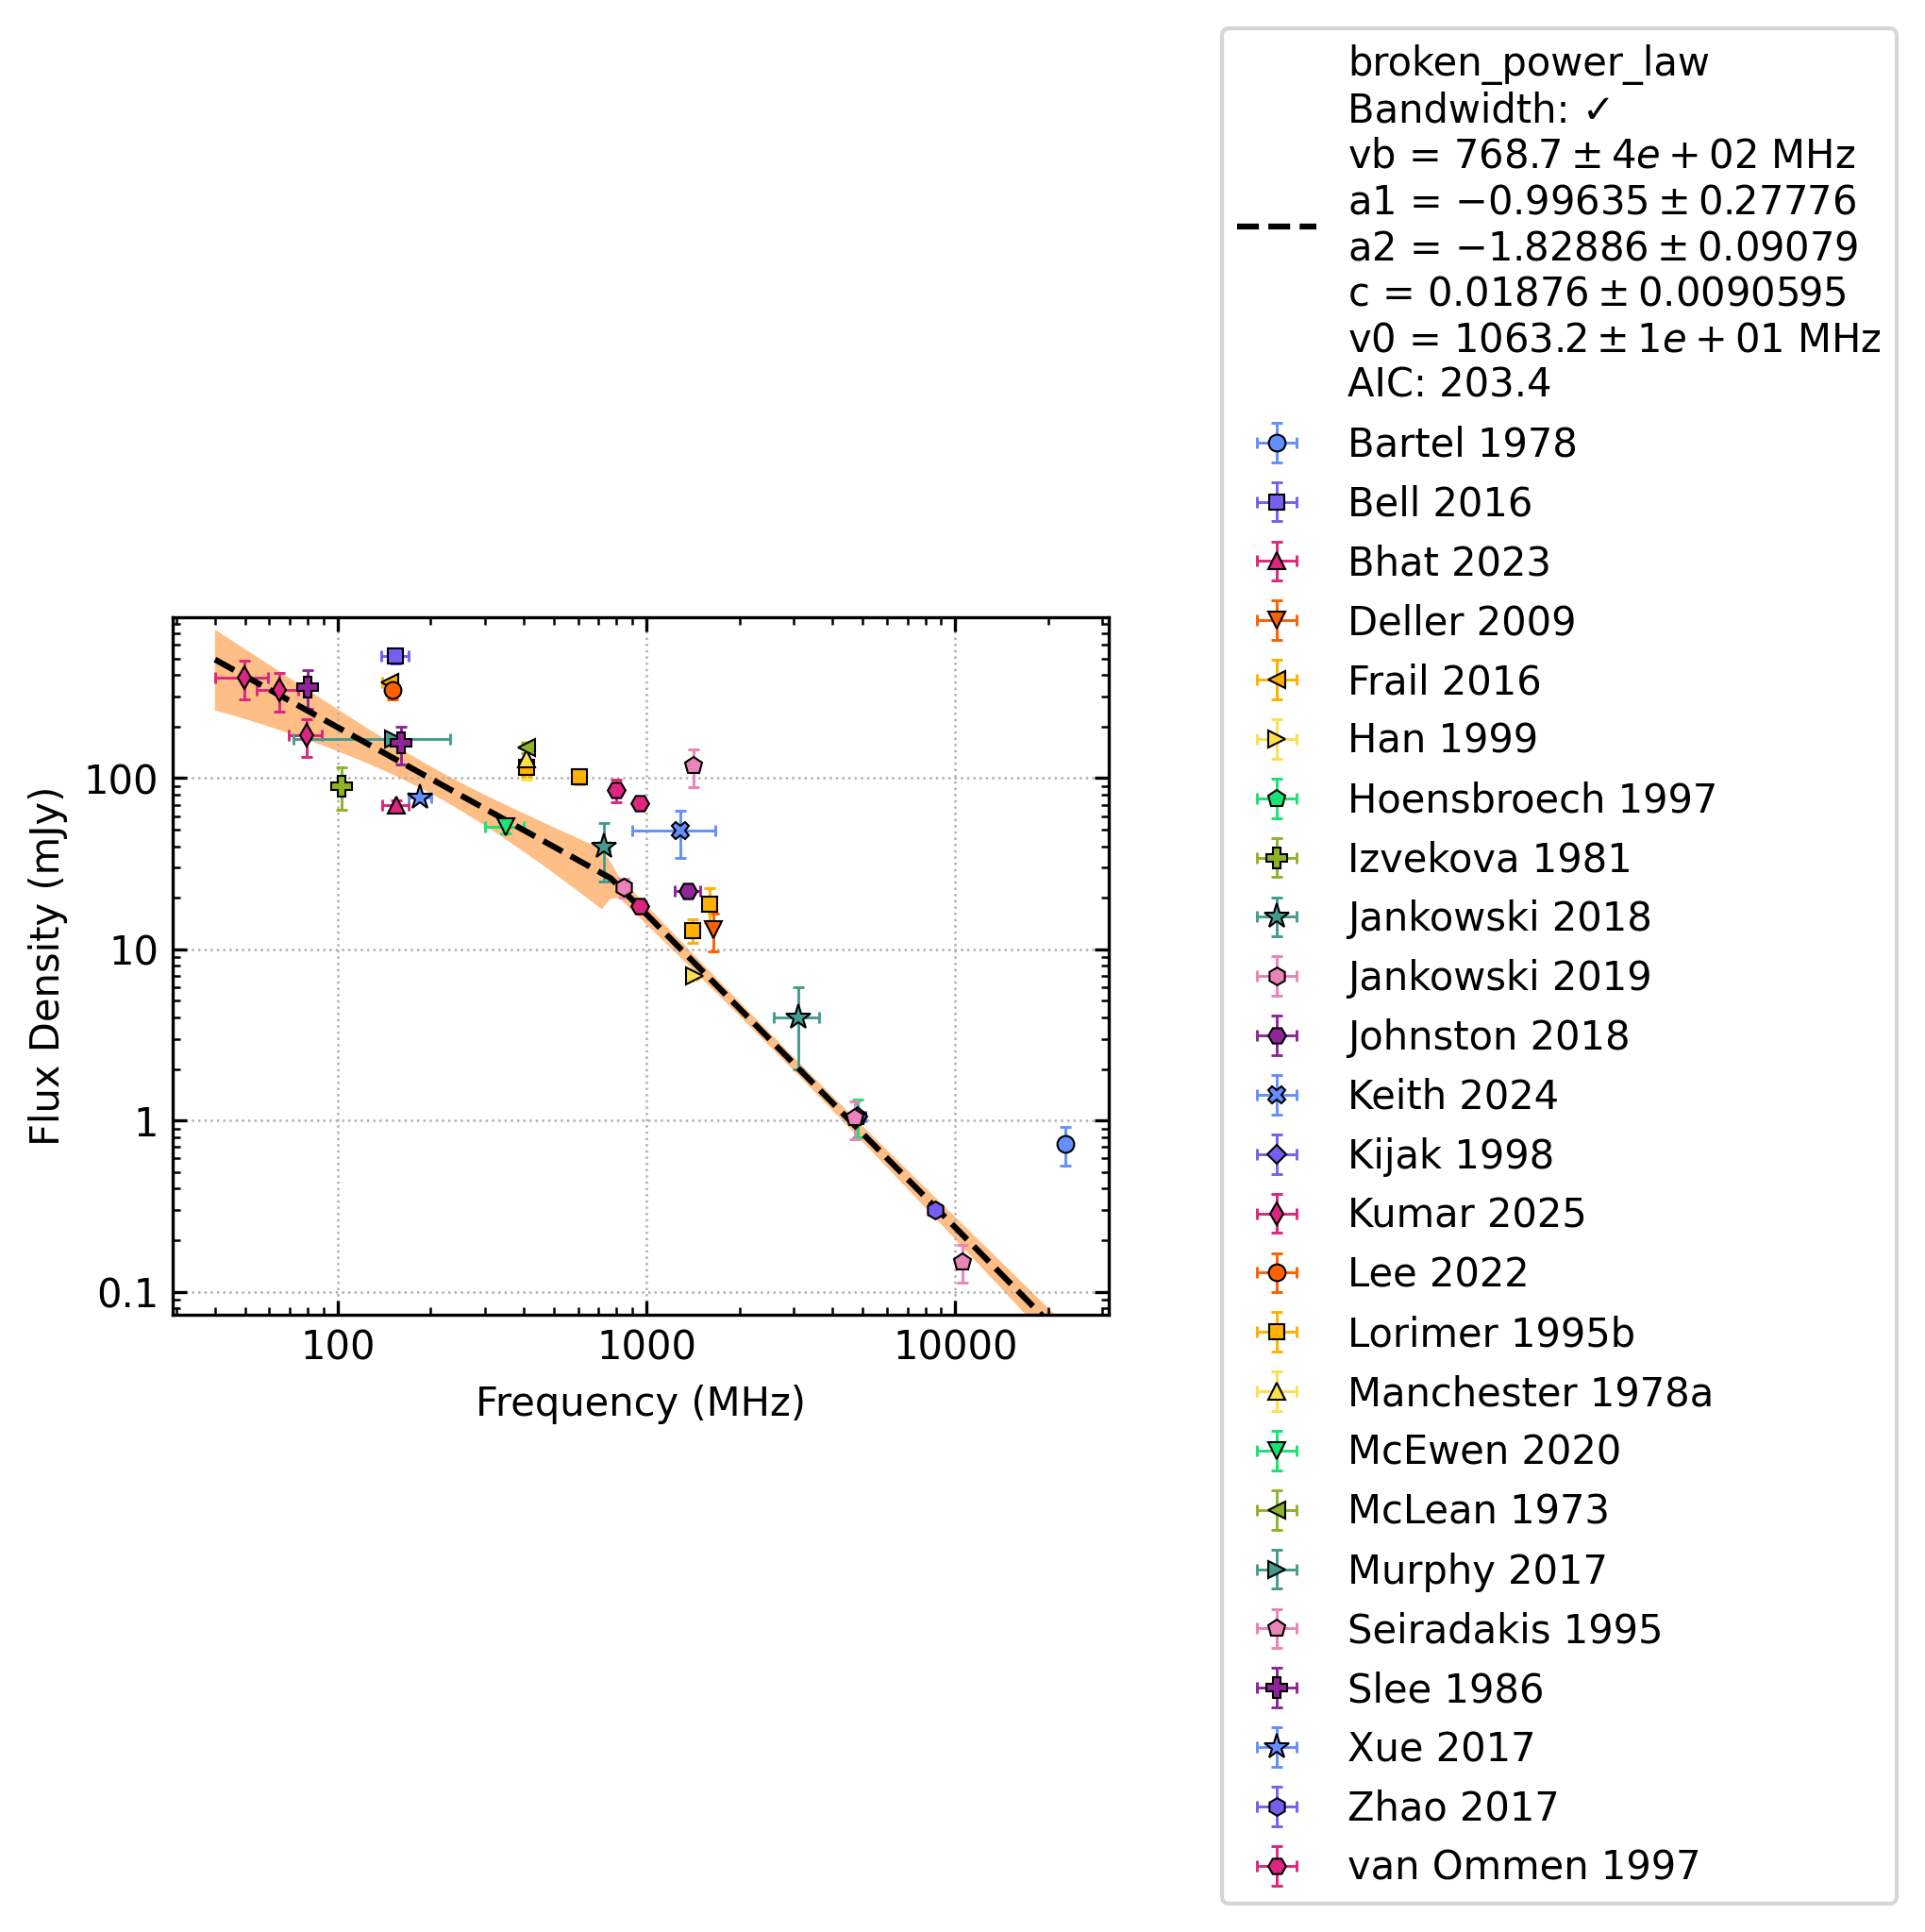 broken_power_law
Bandwidth: ✓
vb = 768.7 ± 4e + 02 MHz
a1 = −0.99635 ± 0.27776
a2 = −1.82886 ± 0.09079
c = 0.01876 ± 0.0090595
v0 = 1063.2 ± 1e + 01 MHz
AIC: 203.4
Bartel 1978
Bell 2016
Bhat 2023
Deller 2009
Frail 2016
Han 1999
Hoensbroech 1997
Izvekova 1981
Jankowski 2018
Jankowski 2019
Johnston 2018
Keith 2024
Kijak 1998
Kumar 2025
Lee 2022
Lorimer 1995b
Manchester 1978a
McEwen 2020
McLean 1973
Murphy 2017
Seiradakis 1995
Slee 1986
Xue 2017
Zhao 2017
van Ommen 1997
Flux Density (mJy)
100
10
1
0.1
100
1000
10000
Frequency (MHz)